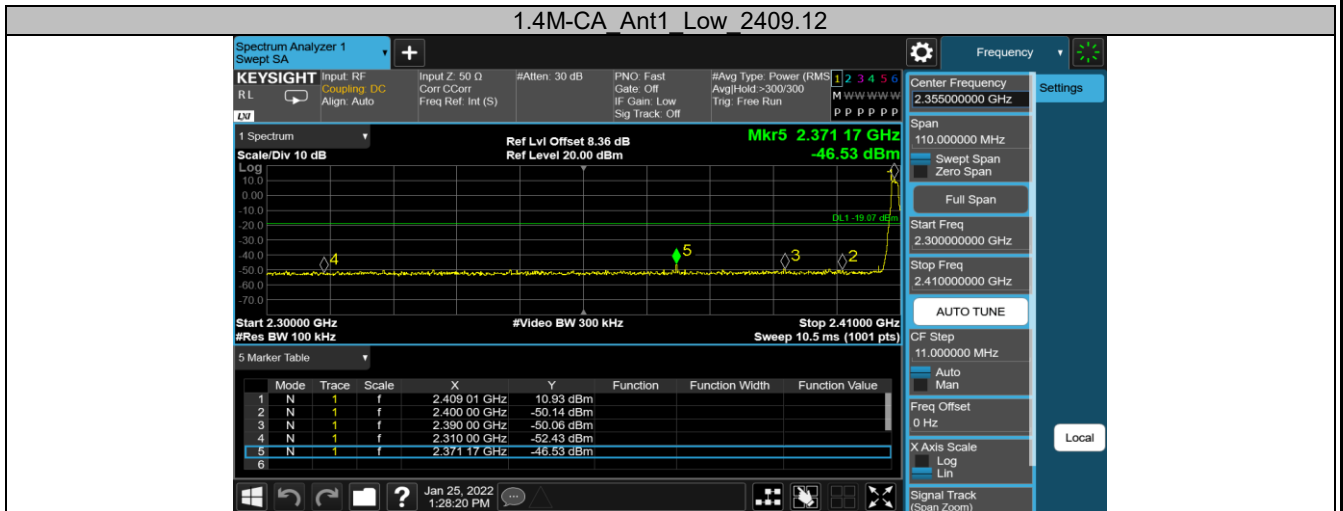 1.4M-CA_Ant1_Low_2409.12
Spectrum Analyzer 1
Swept SA
+
Frequency
KEYSIGHT
RL
LXI
Input: RF
Coupling: DC
Align: Auto
Input Z: 50 Ω
Corr CCorr
Freq Ref: Int (S)
#Atten: 30 dB
PNO: Fast
Gate: Off
IF Gain: Low
Sig Track: Off
#Avg Type: Power (RMS
Avg|Hold:>300/300
Trig: Free Run
1 2 3 4 5 6
M W W W W W
P P P P P P
1 Spectrum
Scale/Div 10 dB
Ref Lvl Offset 8.36 dB
Ref Level 20.00 dBm
Mkr5 2.371 17 GHz
-46.53 dBm
Log
10.0
0.00
-10.0
-20.0
-30.0
-40.0
-50.0
-60.0
-70.0
DL1 -19.07 dBm
4
5
3
2
Start 2.30000 GHz
#Res BW 100 kHz
#Video BW 300 kHz
Stop 2.41000 GHz
Sweep 10.5 ms (1001 pts)
5 Marker Table
Mode Trace Scale X Y Function Function Width Function Value
1 N 1 f 2.409 01 GHz 10.93 dBm
2 N 1 f 2.400 00 GHz -50.14 dBm
3 N 1 f 2.390 00 GHz -50.06 dBm
4 N 1 f 2.310 00 GHz -52.43 dBm
5 N 1 f 2.371 17 GHz -46.53 dBm
6
?
Jan 25, 2022
1:28:20 PM
Center Frequency
2.355000000 GHz
Settings
Span
110.000000 MHz
Swept Span
Zero Span
Full Span
Start Freq
2.300000000 GHz
Stop Freq
2.410000000 GHz
AUTO TUNE
CF Step
11.000000 MHz
Auto
Man
Freq Offset
0 Hz
Local
X Axis Scale
Log
Lin
Signal Track
(Span Zoom)